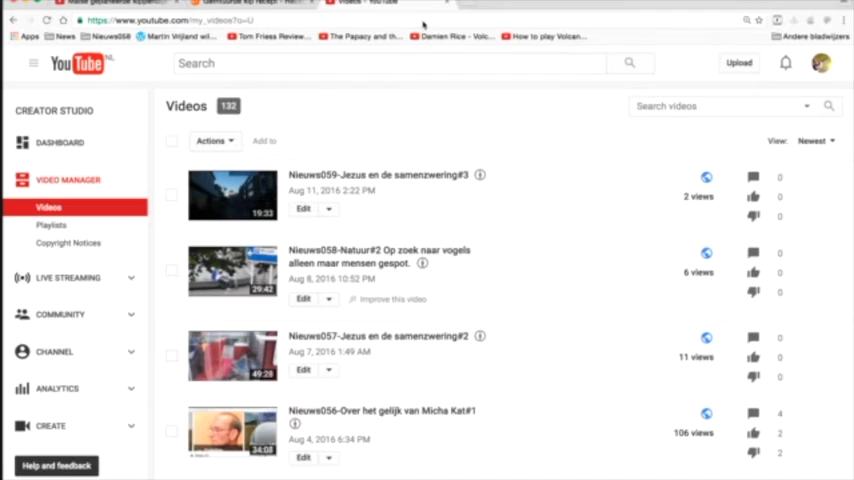 Videos - YouTube
https://www.youtube.com/my_videos?o=U
Apps News Nieuws058 Martin Vrijland wil... Tom Friess Review... The Papacy and th... Damien Rice - Volc... How to play Volcan... Andere bladwijzers
YouTube NL Search Upload
CREATOR STUDIO
DASHBOARD
VIDEO MANAGER
Videos
Playlists
Copyright Notices
LIVE STREAMING
COMMUNITY
CHANNEL
ANALYTICS
CREATE
Help and feedback
Videos 132 Search videos
Actions Add to View: Newest
Nieuws059-Jezus en de samenzwering#3
Aug 11, 2016 2:22 PM
19:33
Edit
2 views
0
0
0
Nieuws058-Natuur#2 Op zoek naar vogels
alleen maar mensen gespot.
Aug 8, 2016 10:52 PM
29:42
Edit Improve this video
6 views
0
0
0
Nieuws057-Jezus en de samenzwering#2
Aug 7, 2016 1:49 AM
49:28
Edit
11 views
0
0
0
Nieuws056-Over het gelijk van Micha Kat#1
Aug 4, 2016 6:34 PM
34:08
Edit
106 views
4
2
2